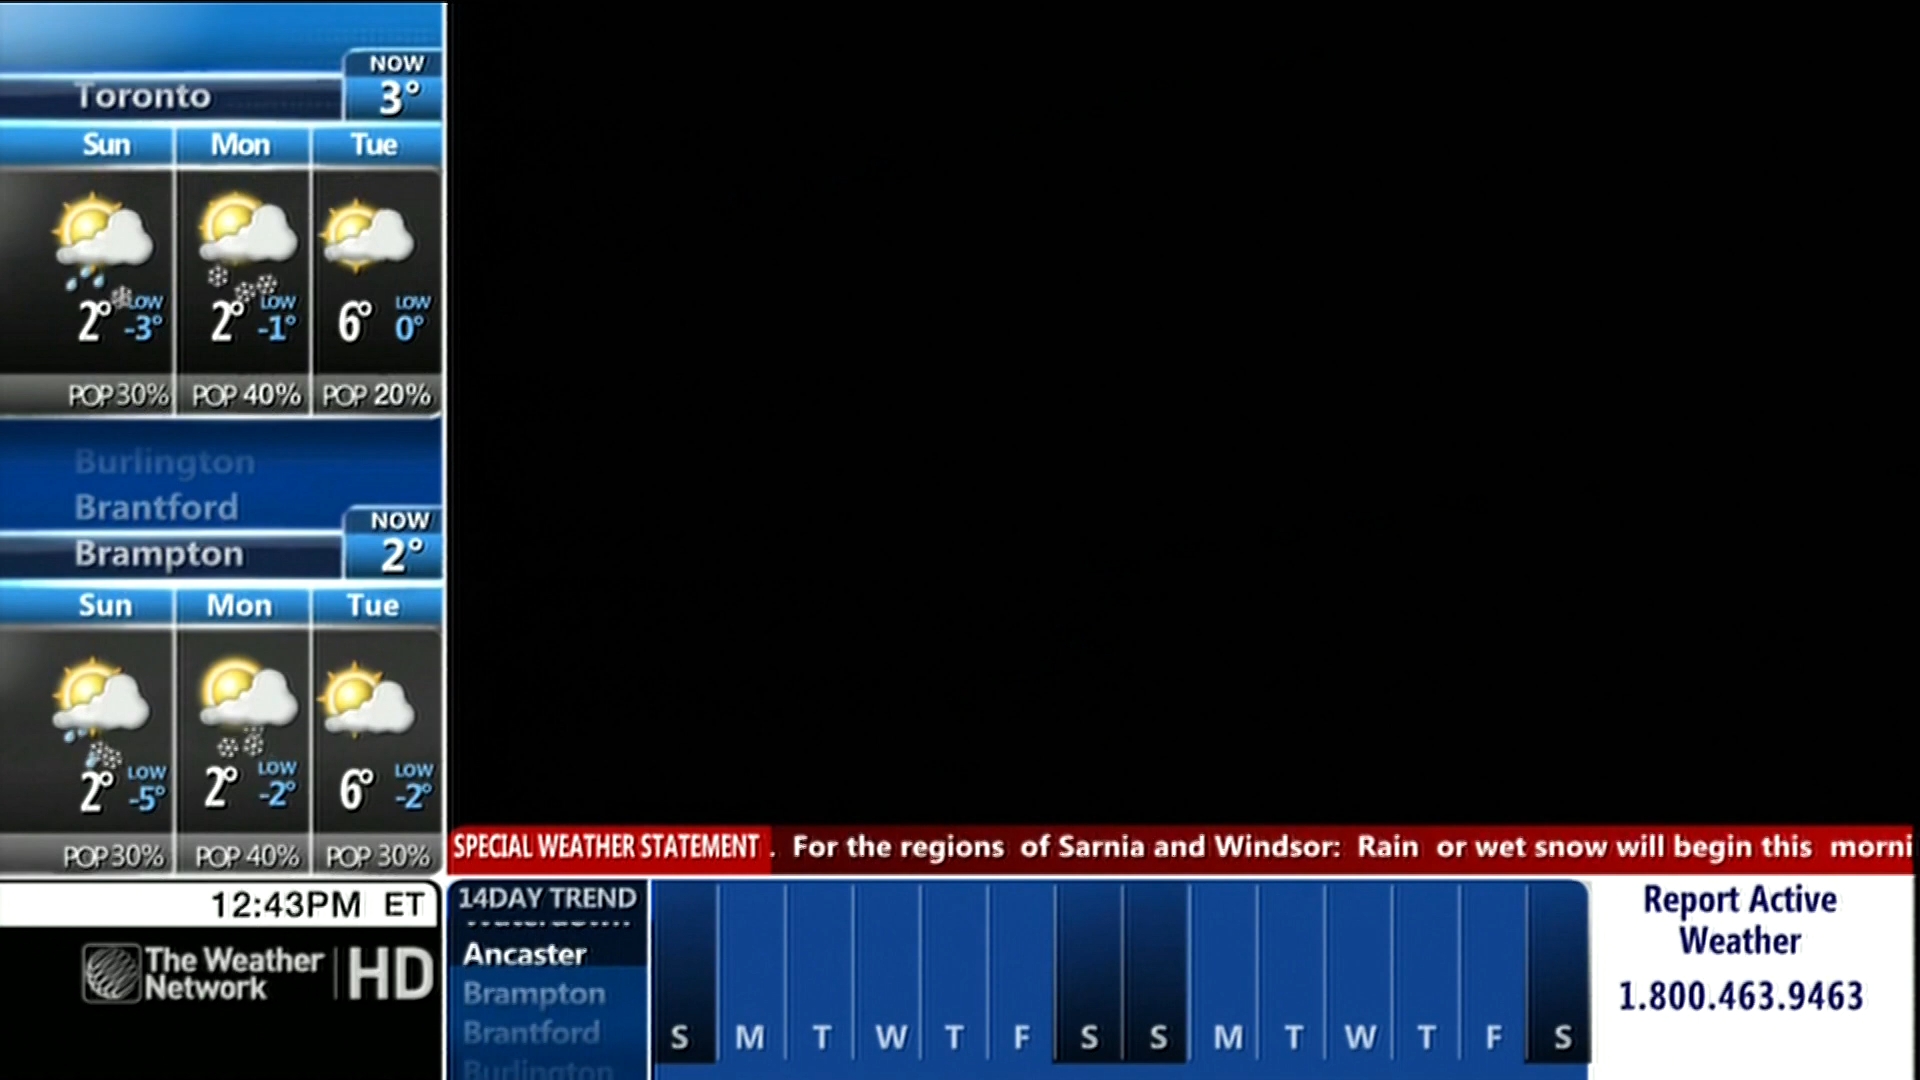 Toronto
NOW
3°
Sun Mon Tue
2° LOW -3°
2° LOW -1°
6° LOW 0°
POP 30% POP 40% POP 20%
Burlington
Brantford
Brampton
NOW
2°
Sun Mon Tue
2° LOW -5°
2° LOW -2°
6° LOW -2°
POP 30% POP 40% POP 30%
12:43PM ET
The Weather
Network
HD
SPECIAL WEATHER STATEMENT . For the regions of Sarnia and Windsor: Rain or wet snow will begin this morni
14DAY TREND
Ancaster
Brampton
Brantford
Burlington
S M T W T F S S M T W T F S
Report Active
Weather
1.800.463.9463